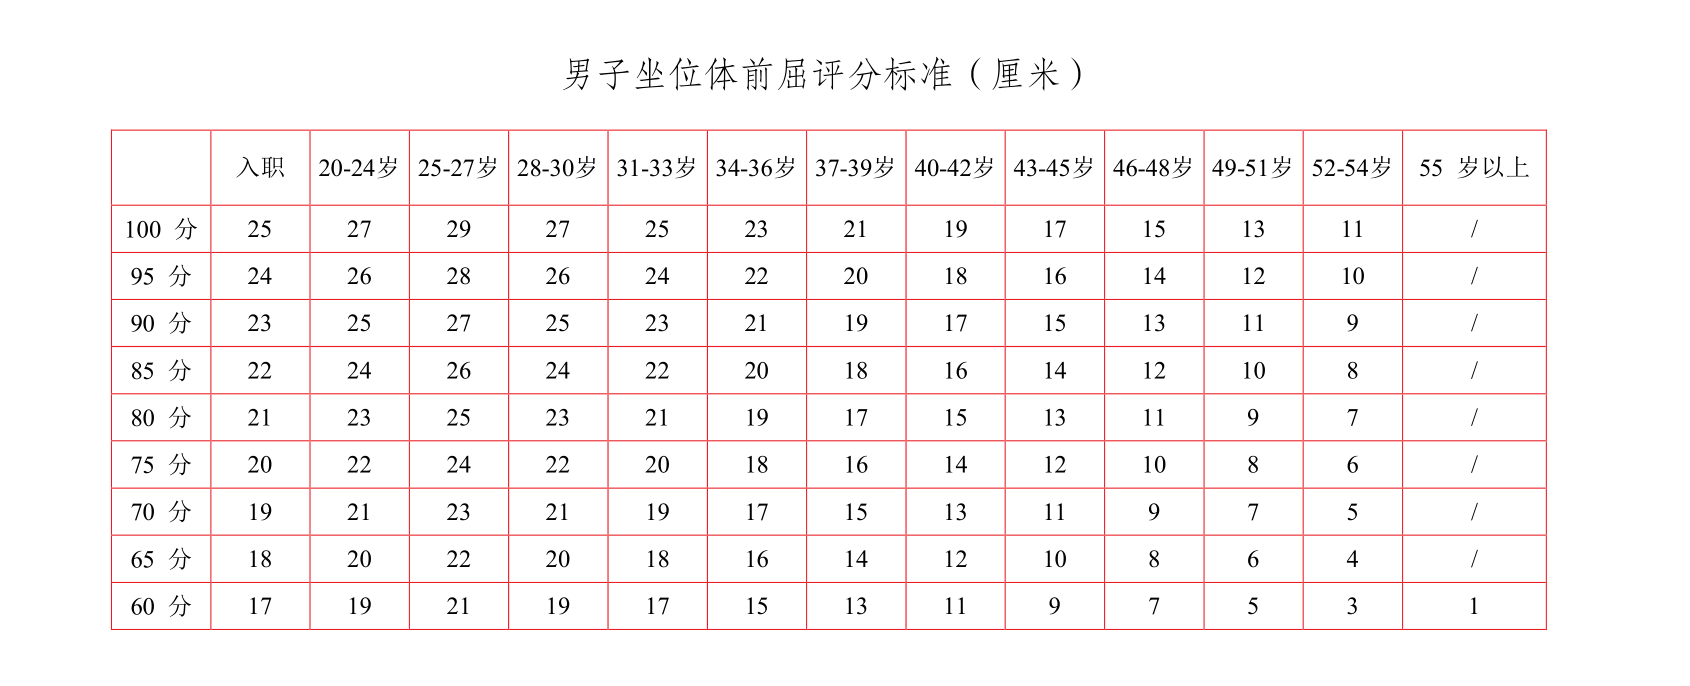 男子坐位体前屈评分标准（厘米）
入职 20-24岁 25-27岁 28-30岁 31-33岁 34-36岁 37-39岁 40-42岁 43-45岁 46-48岁 49-51岁 52-54岁 55 岁以上
100 分 25 27 29 27 25 23 21 19 17 15 13 11 /
95 分 24 26 28 26 24 22 20 18 16 14 12 10 /
90 分 23 25 27 25 23 21 19 17 15 13 11 9 /
85 分 22 24 26 24 22 20 18 16 14 12 10 8 /
80 分 21 23 25 23 21 19 17 15 13 11 9 7 /
75 分 20 22 24 22 20 18 16 14 12 10 8 6 /
70 分 19 21 23 21 19 17 15 13 11 9 7 5 /
65 分 18 20 22 20 18 16 14 12 10 8 6 4 /
60 分 17 19 21 19 17 15 13 11 9 7 5 3 1